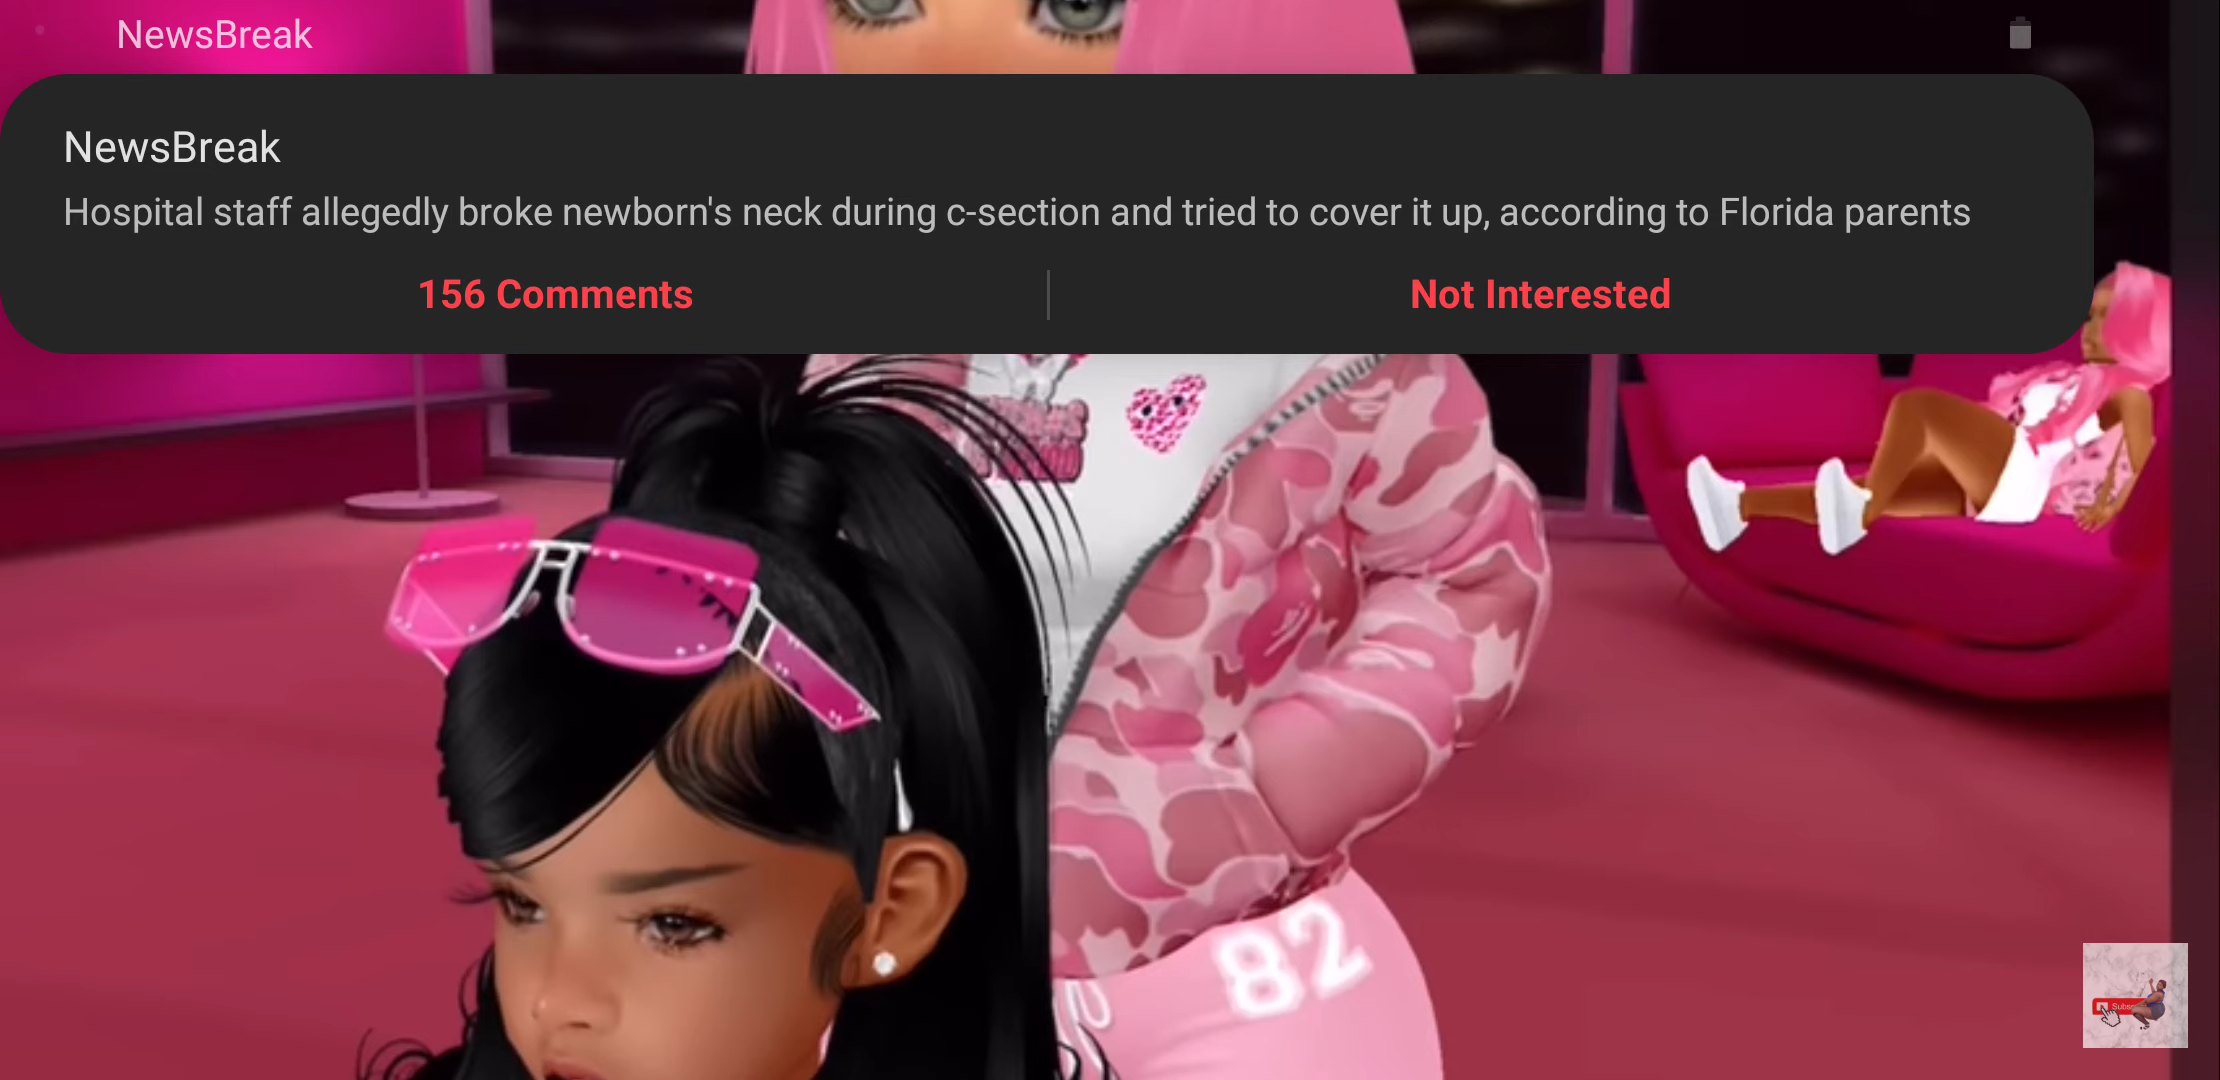 NewsBreak
NewsBreak
Hospital staff allegedly broke newborn's neck during c-section and tried to cover it up, according to Florida parents
156 Comments
Not Interested
82